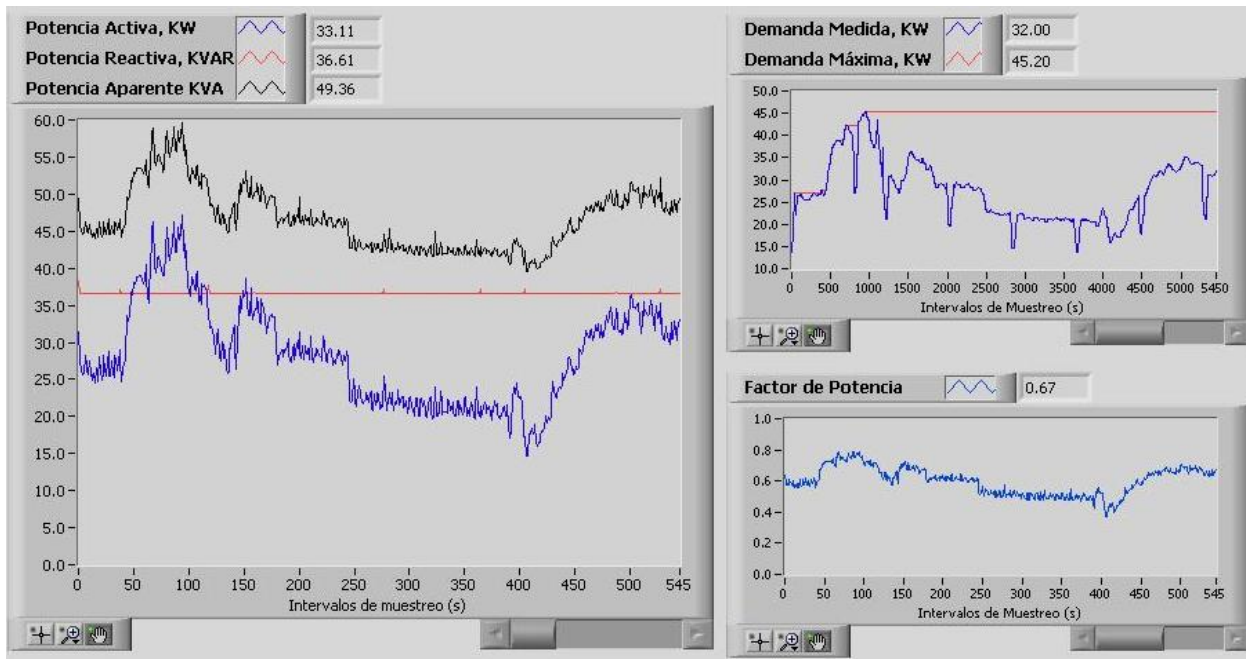 Potencia Activa, KW 33.11
Potencia Reactiva, KVAR 36.61
Potencia Aparente KVA 49.36
60.0
55.0
50.0
45.0
40.0
35.0
30.0
25.0
20.0
15.0
10.0
5.0
0.0
0 50 100 150 200 250 300 350 400 450 500 545
Intervalos de muestreo (s)
Demanda Medida, KW 32.00
Demanda Máxima, KW 45.20
50.0
45.0
40.0
35.0
30.0
25.0
20.0
15.0
10.0
0 500 1000 1500 2000 2500 3000 3500 4000 4500 5000 5450
Intervalos de Muestreo (s)
Factor de Potencia 0.67
1.0
0.8
0.6
0.4
0.2
0.0
0 50 100 150 200 250 300 350 400 450 500 545
Intervalos de Muestreo (s)